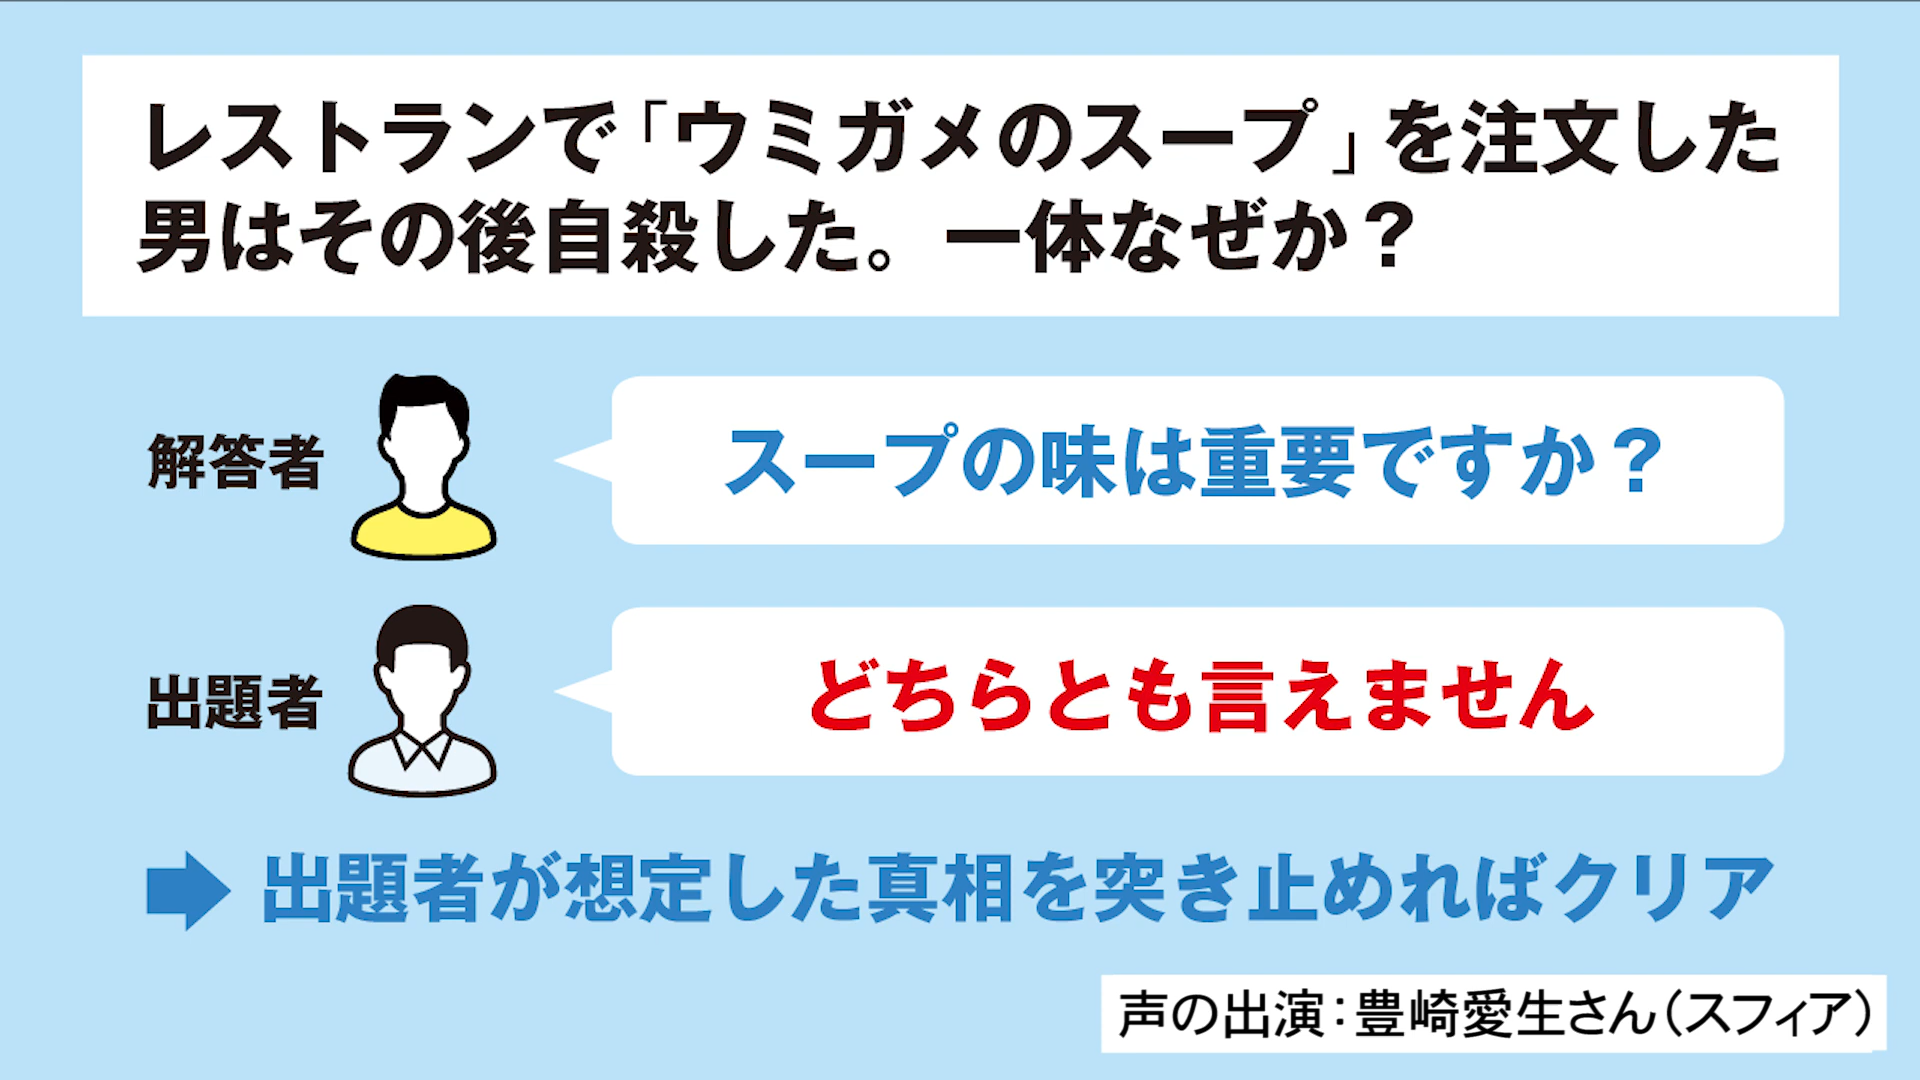 レストランで「ウミガメのスープ」を注文した
男はその後自殺した。一体なぜか？
解答者
スープの味は重要ですか？
出題者
どちらとも言えません
出題者が想定した真相を突き止めればクリア
声の出演：豊崎愛生さん（スフィア）